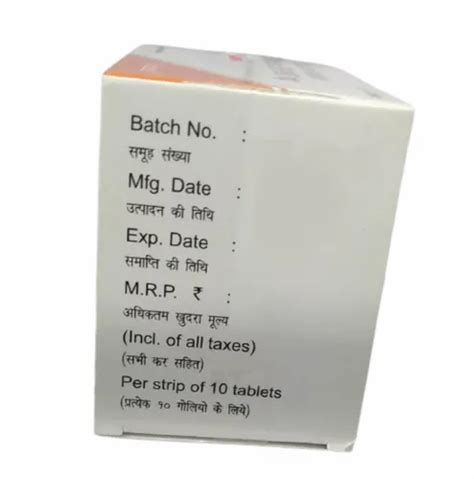 Batch No. :
समूह संख्या
Mfg. Date :
उत्पादन की तिथि
Exp. Date :
समाप्ति की तिथि
M.R.P. ₹ :
अधिकतम खुदरा मूल्य
(Incl. of all taxes)
(सभी कर सहित)
Per strip of 10 tablets
(प्रत्येक १० गोलियो के लिये)